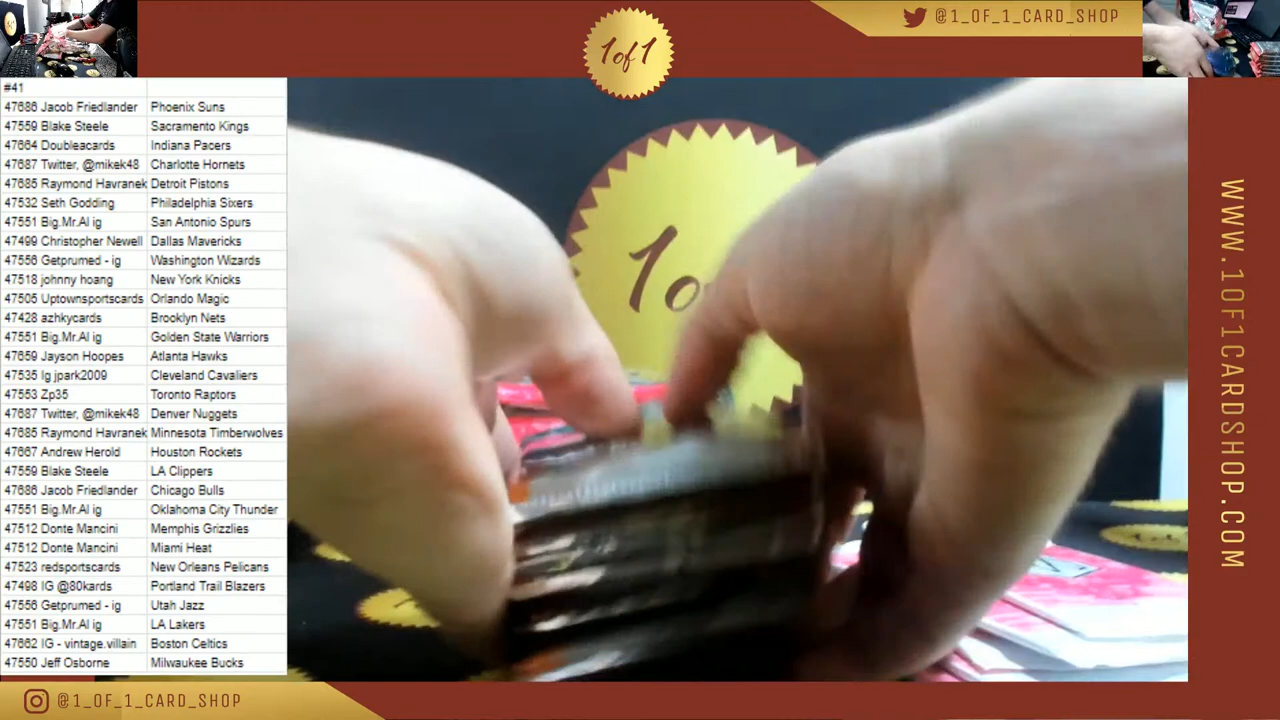 @1_OF_1_CARD_SHOP
1of1
#41
47686 Jacob Friedlander Phoenix Suns
47559 Blake Steele Sacramento Kings
47664 Doubleacards Indiana Pacers
47687 Twitter, @mikek48 Charlotte Hornets
47685 Raymond Havranek Detroit Pistons
47532 Seth Godding Philadelphia Sixers
47551 Big.Mr.Al ig San Antonio Spurs
47499 Christopher Newell Dallas Mavericks
47556 Getprumed - ig Washington Wizards
47518 johnny hoang New York Knicks
47505 Uptownsportscards Orlando Magic
47428 azhkycards Brooklyn Nets
47551 Big.Mr.Al ig Golden State Warriors
47659 Jayson Hoopes Atlanta Hawks
47535 Ig jpark2009 Cleveland Cavaliers
47553 Zp35 Toronto Raptors
47687 Twitter, @mikek48 Denver Nuggets
47685 Raymond Havranek Minnesota Timberwolves
47667 Andrew Herold Houston Rockets
47559 Blake Steele LA Clippers
47686 Jacob Friedlander Chicago Bulls
47551 Big.Mr.Al ig Oklahoma City Thunder
47512 Donte Mancini Memphis Grizzlies
47512 Donte Mancini Miami Heat
47523 redsportscards New Orleans Pelicans
47498 IG @80kards Portland Trail Blazers
47556 Getprumed - ig Utah Jazz
47551 Big.Mr.Al ig LA Lakers
47662 IG - vintage.villain Boston Celtics
47550 Jeff Osborne Milwaukee Bucks
1o
WWW.1OF1CARDSHOP.COM
@1_OF_1_CARD_SHOP